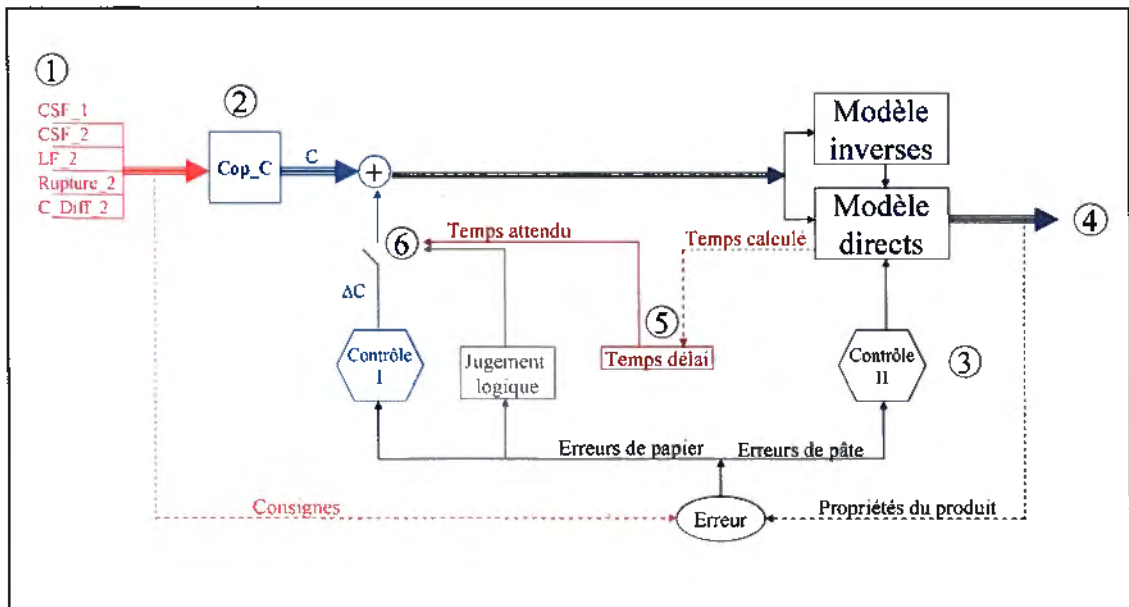 ①
CSF_1
CSF_2
LF_2
Rupture_2
C_Diff_2
②
Cop_C
C
+
Modèle
inverses
Modèle
directs
④
⑥
Temps attendu
Temps calculé
ΔC
⑤
Temps délai
Contrôle
I
Jugement
logique
Contrôle
II
③
Erreurs de papier
Erreurs de pâte
Consignes
Erreur
Propriétés du produit